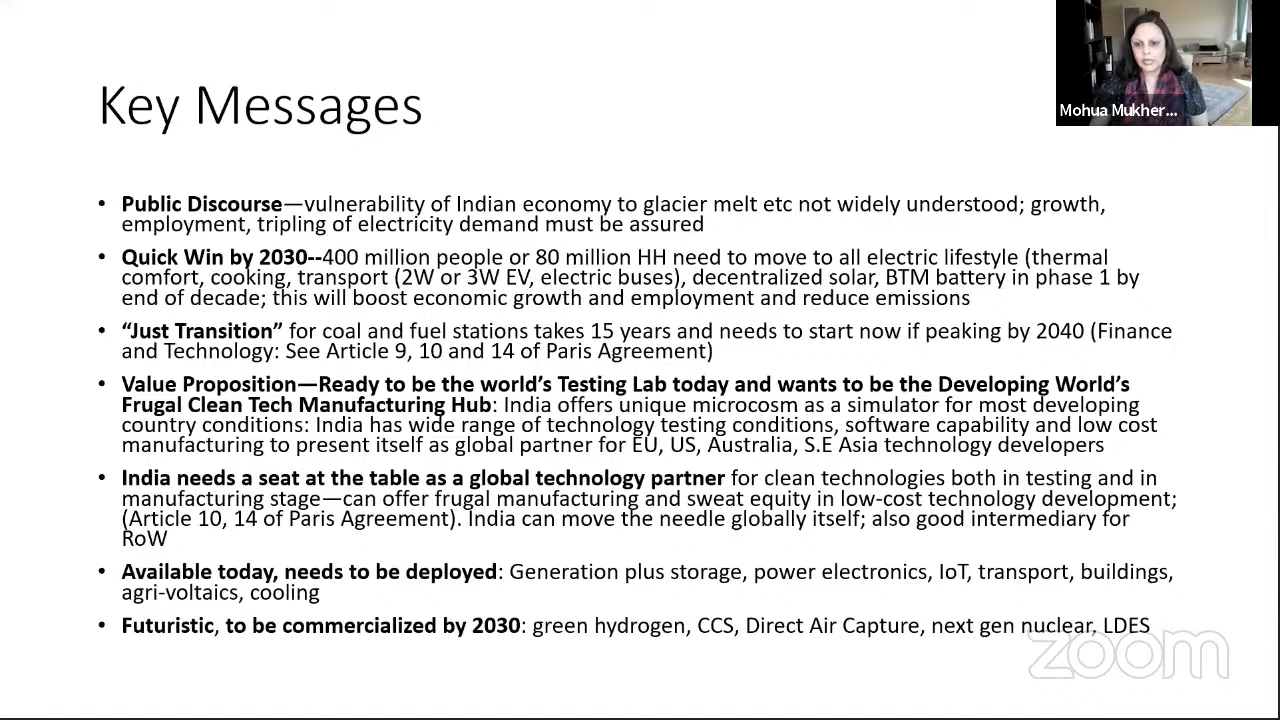 Key Messages
Mohua Mukher...
• Public Discourse—vulnerability of Indian economy to glacier melt etc not widely understood; growth,
employment, tripling of electricity demand must be assured
• Quick Win by 2030--400 million people or 80 million HH need to move to all electric lifestyle (thermal
comfort, cooking, transport (2W or 3W EV, electric buses), decentralized solar, BTM battery in phase 1 by
end of decade; this will boost economic growth and employment and reduce emissions
• “Just Transition” for coal and fuel stations takes 15 years and needs to start now if peaking by 2040 (Finance
and Technology: See Article 9, 10 and 14 of Paris Agreement)
• Value Proposition—Ready to be the world’s Testing Lab today and wants to be the Developing World’s
Frugal Clean Tech Manufacturing Hub: India offers unique microcosm as a simulator for most developing
country conditions: India has wide range of technology testing conditions, software capability and low cost
manufacturing to present itself as global partner for EU, US, Australia, S.E Asia technology developers
• India needs a seat at the table as a global technology partner for clean technologies both in testing and in
manufacturing stage—can offer frugal manufacturing and sweat equity in low-cost technology development;
(Article 10, 14 of Paris Agreement). India can move the needle globally itself; also good intermediary for
RoW
• Available today, needs to be deployed: Generation plus storage, power electronics, IoT, transport, buildings,
agri-voltaics, cooling
• Futuristic, to be commercialized by 2030: green hydrogen, CCS, Direct Air Capture, next gen nuclear, LDES
zoom